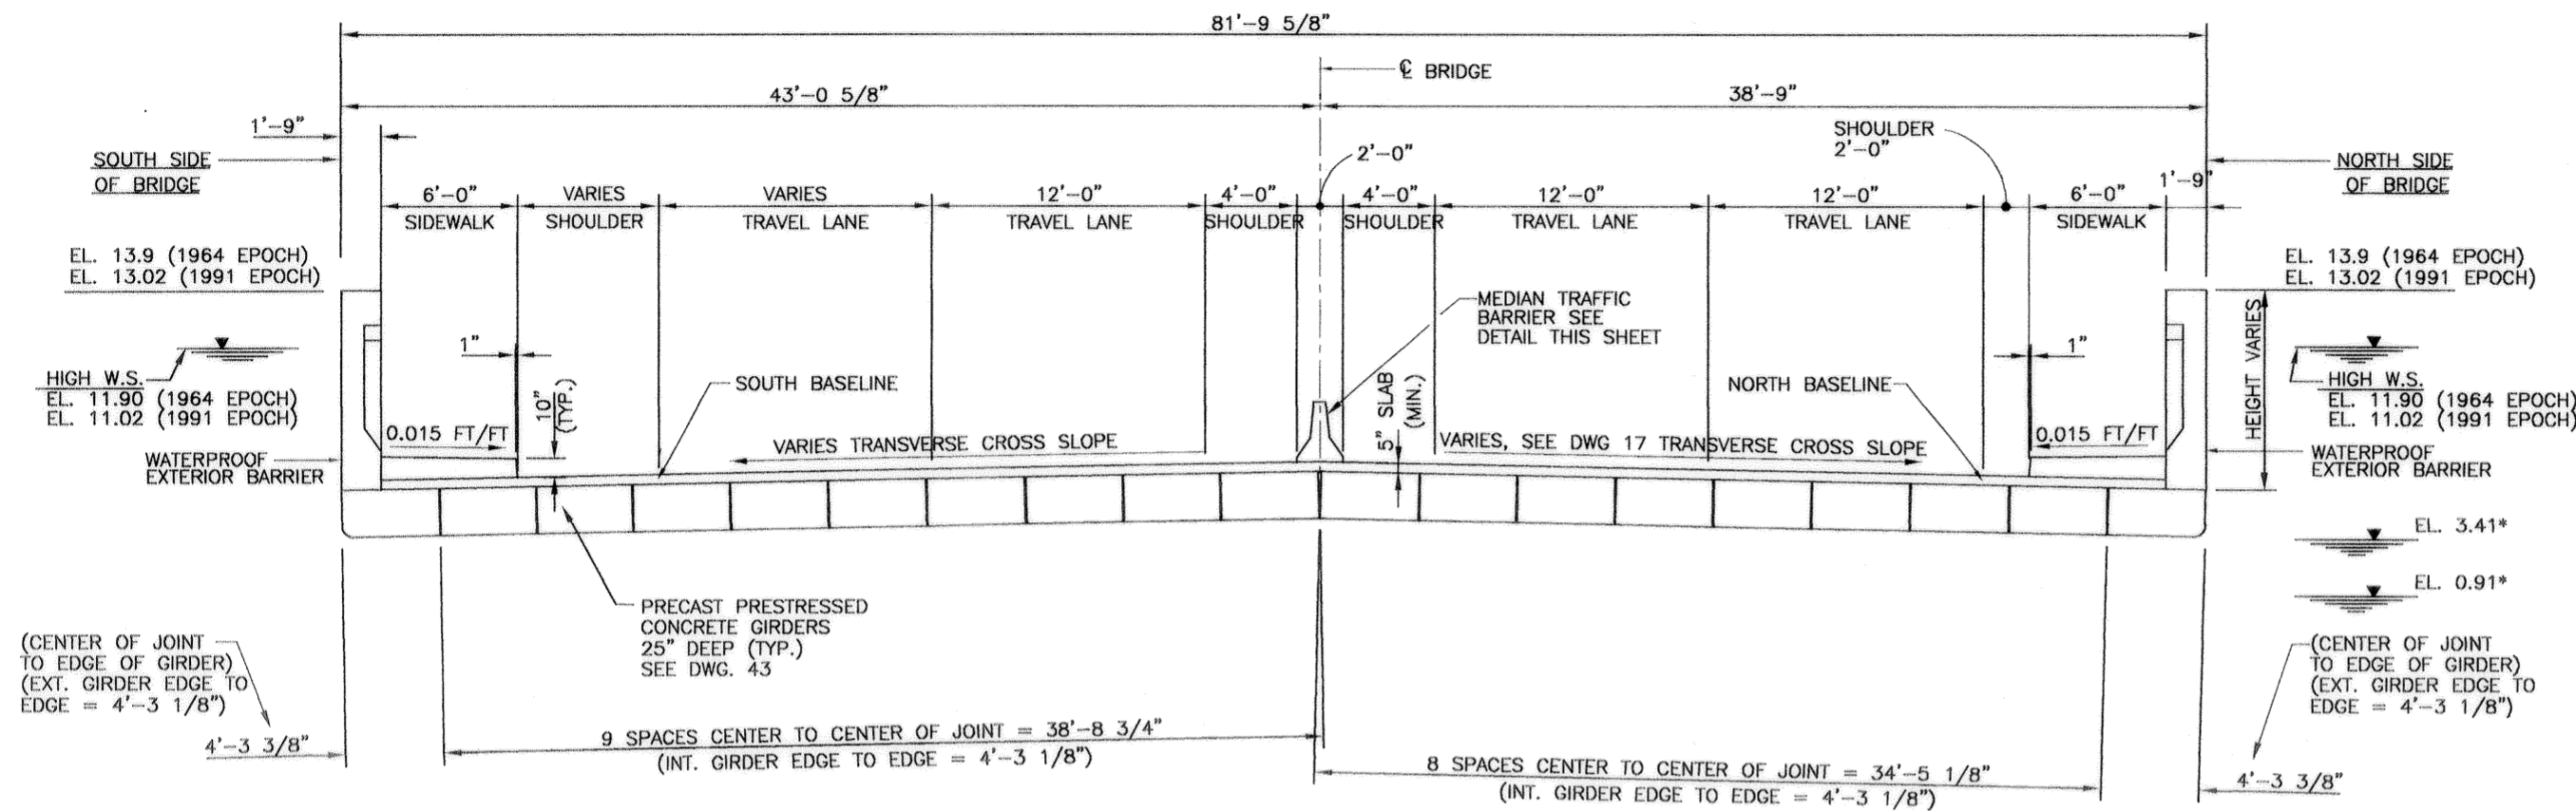 81'-9 5/8"
℄ BRIDGE
43'-0 5/8"
38'-9"
1'-9"
SOUTH SIDE
OF BRIDGE
2'-0"
SHOULDER
2'-0"
NORTH SIDE
OF BRIDGE
1'-9"
6'-0"
SIDEWALK
VARIES
SHOULDER
VARIES
TRAVEL LANE
12'-0"
TRAVEL LANE
4'-0"
SHOULDER
4'-0"
SHOULDER
12'-0"
TRAVEL LANE
12'-0"
TRAVEL LANE
6'-0"
SIDEWALK
EL. 13.9 (1964 EPOCH)
EL. 13.02 (1991 EPOCH)
EL. 13.9 (1964 EPOCH)
EL. 13.02 (1991 EPOCH)
MEDIAN TRAFFIC
BARRIER SEE
DETAIL THIS SHEET
HEIGHT VARIES
1"
1"
HIGH W.S.
EL. 11.90 (1964 EPOCH)
EL. 11.02 (1991 EPOCH)
10"
(TYP.)
SOUTH BASELINE
5" SLAB
(MIN.)
NORTH BASELINE
HIGH W.S.
EL. 11.90 (1964 EPOCH)
EL. 11.02 (1991 EPOCH)
0.015 FT/FT
VARIES TRANSVERSE CROSS SLOPE
VARIES, SEE DWG 17 TRANSVERSE CROSS SLOPE
0.015 FT/FT
WATERPROOF
EXTERIOR BARRIER
WATERPROOF
EXTERIOR BARRIER
EL. 3.41*
EL. 0.91*
PRECAST PRESTRESSED
CONCRETE GIRDERS
25" DEEP (TYP.)
SEE DWG. 43
(CENTER OF JOINT
TO EDGE OF GIRDER)
(EXT. GIRDER EDGE TO
EDGE = 4'-3 1/8")
(CENTER OF JOINT
TO EDGE OF GIRDER)
(EXT. GIRDER EDGE TO
EDGE = 4'-3 1/8")
4'-3 3/8"
9 SPACES CENTER TO CENTER OF JOINT = 38'-8 3/4"
(INT. GIRDER EDGE TO EDGE = 4'-3 1/8")
8 SPACES CENTER TO CENTER OF JOINT = 34'-5 1/8"
(INT. GIRDER EDGE TO EDGE = 4'-3 1/8")
4'-3 3/8"